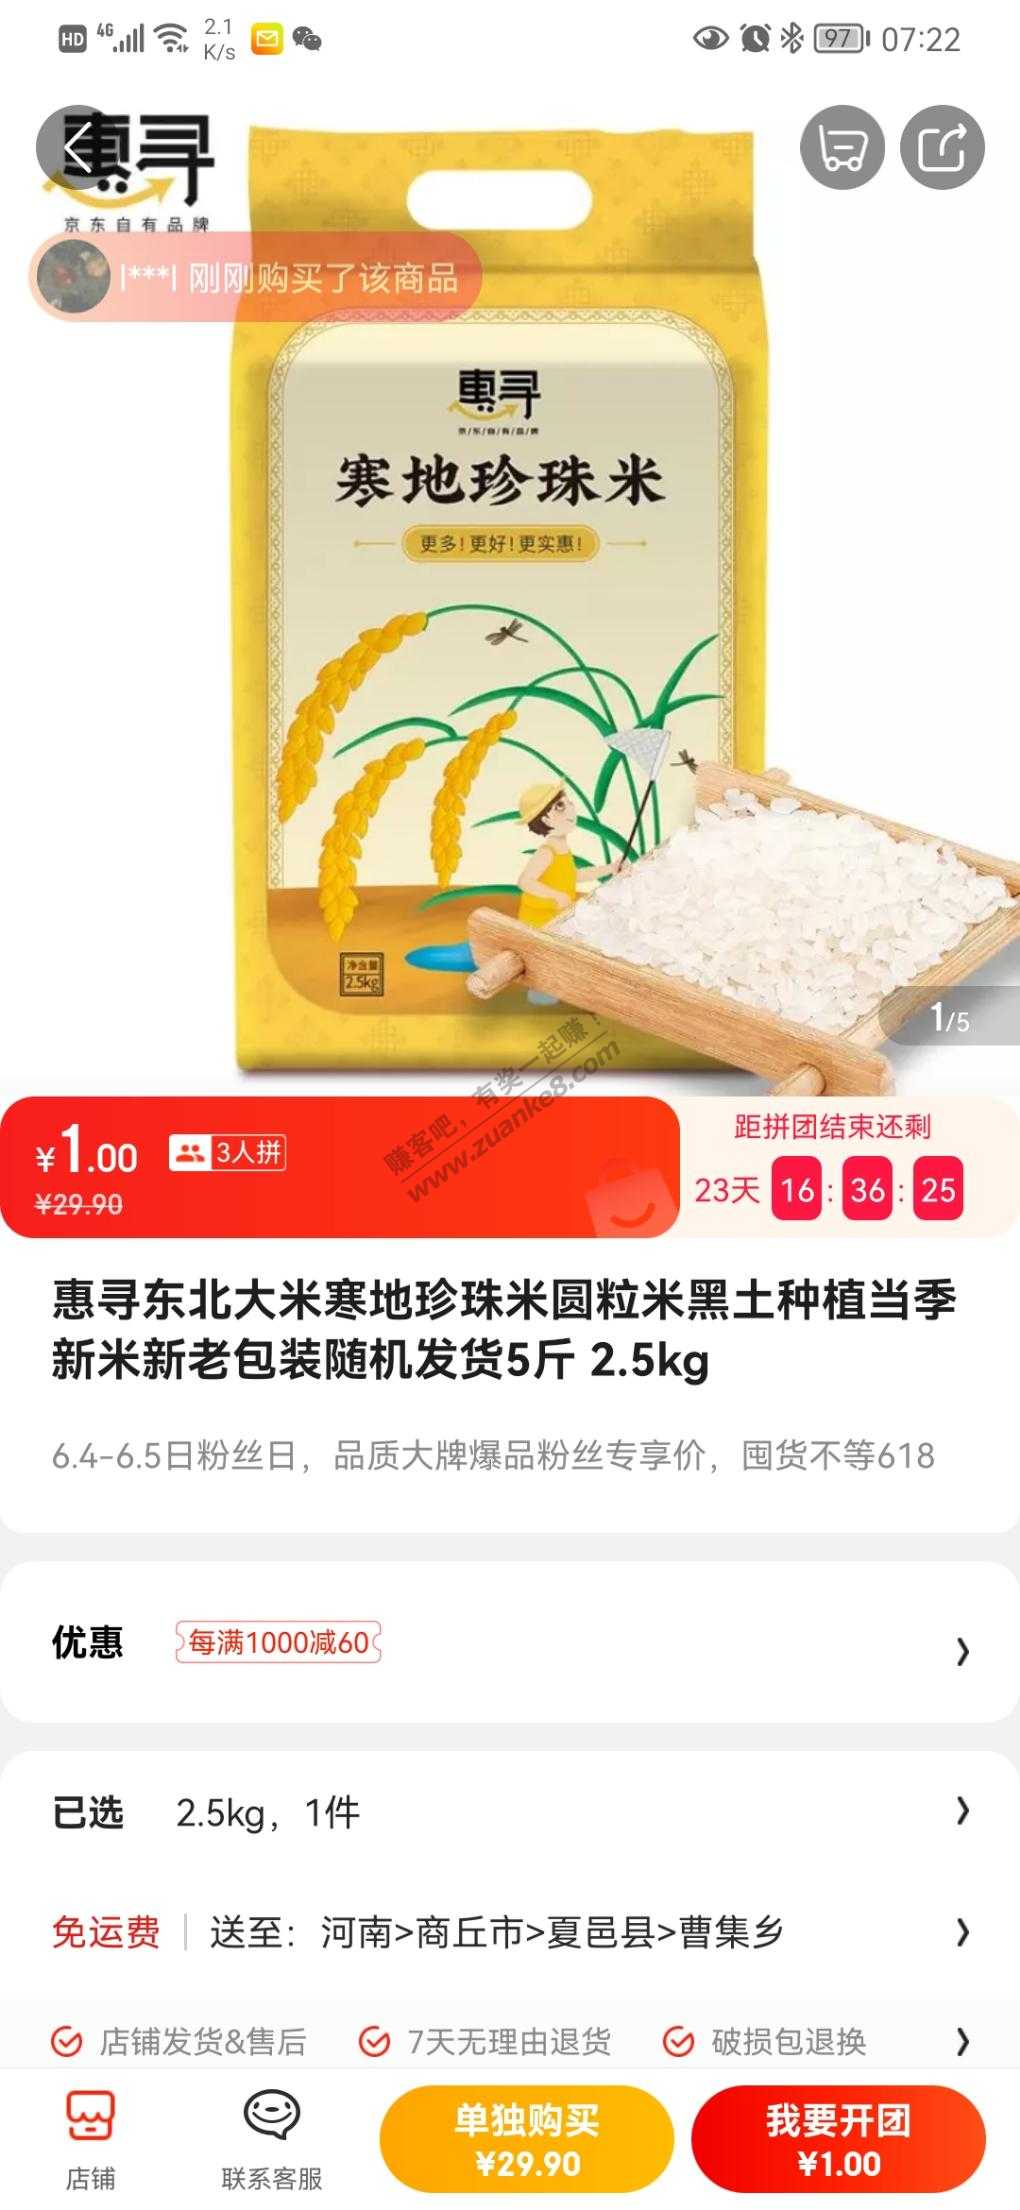 HD 4G 2.1 K/s 97 07:22
惠寻
京东自有品牌
l***l 刚刚购买了该商品
惠寻
京/东/自/有/品/牌
寒地珍珠米
更多！更好！更实惠！
净含量
2.5kg
1/5
赚客吧，有奖一起赚！
www.zuanke8.com
¥1.00 3人拼
¥29.90
距拼团结束还剩
23天 16:36:25
惠寻东北大米寒地珍珠米圆粒米黑土种植当季
新米新老包装随机发货5斤 2.5kg
6.4-6.5日粉丝日，品质大牌爆品粉丝专享价，囤货不等618
优惠 每满1000减60
已选 2.5kg，1件
免运费 送至：河南>商丘市>夏邑县>曹集乡
店铺发货&售后 7天无理由退货 破损包退换
店铺
联系客服
单独购买
¥29.90
我要开团
¥1.00